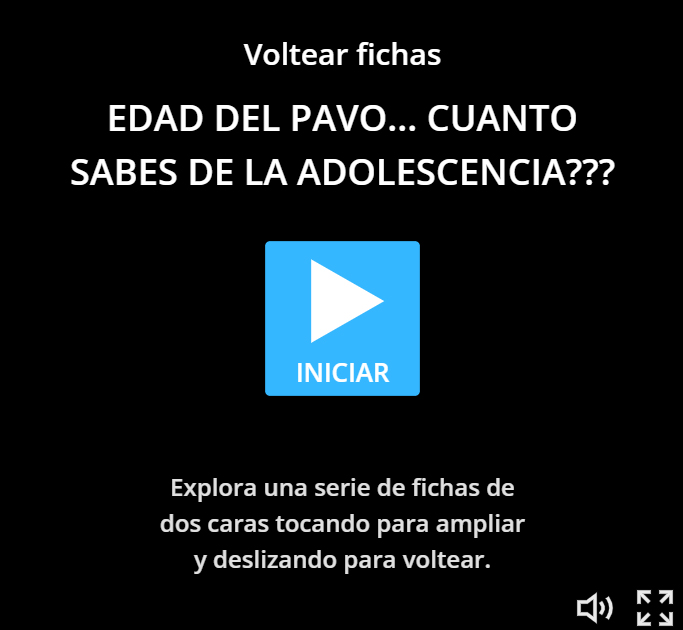 Voltear fichas
EDAD DEL PAVO... CUANTO
SABES DE LA ADOLESCENCIA???
INICIAR
Explora una serie de fichas de
dos caras tocando para ampliar
y deslizando para voltear.